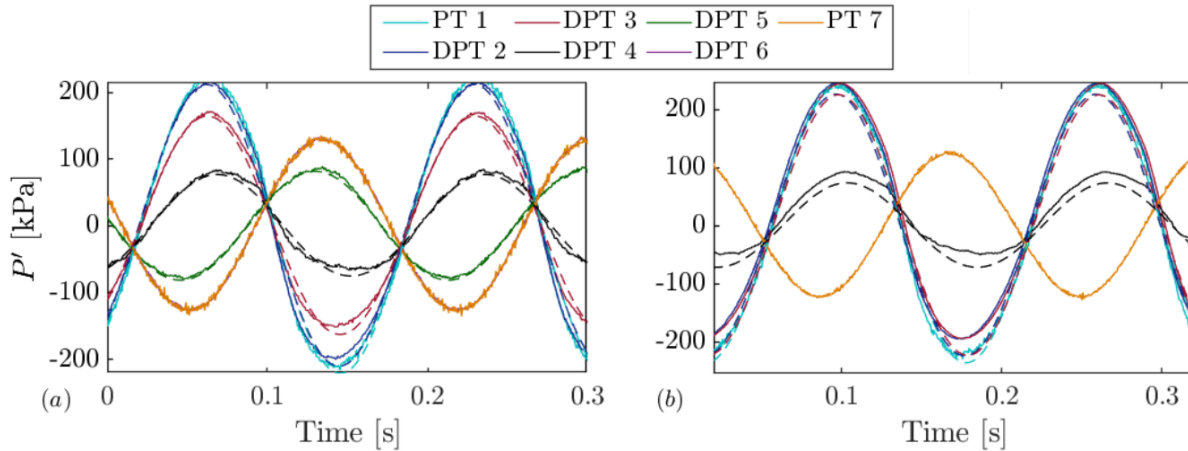 PT 1 DPT 3 DPT 5 PT 7
DPT 2 DPT 4 DPT 6
P′ [kPa]
200
100
0
-100
-200
0 0.1 0.2 0.3
(a)
Time [s]
200
100
0
-100
-200
0.1 0.2 0.3
(b)
Time [s]